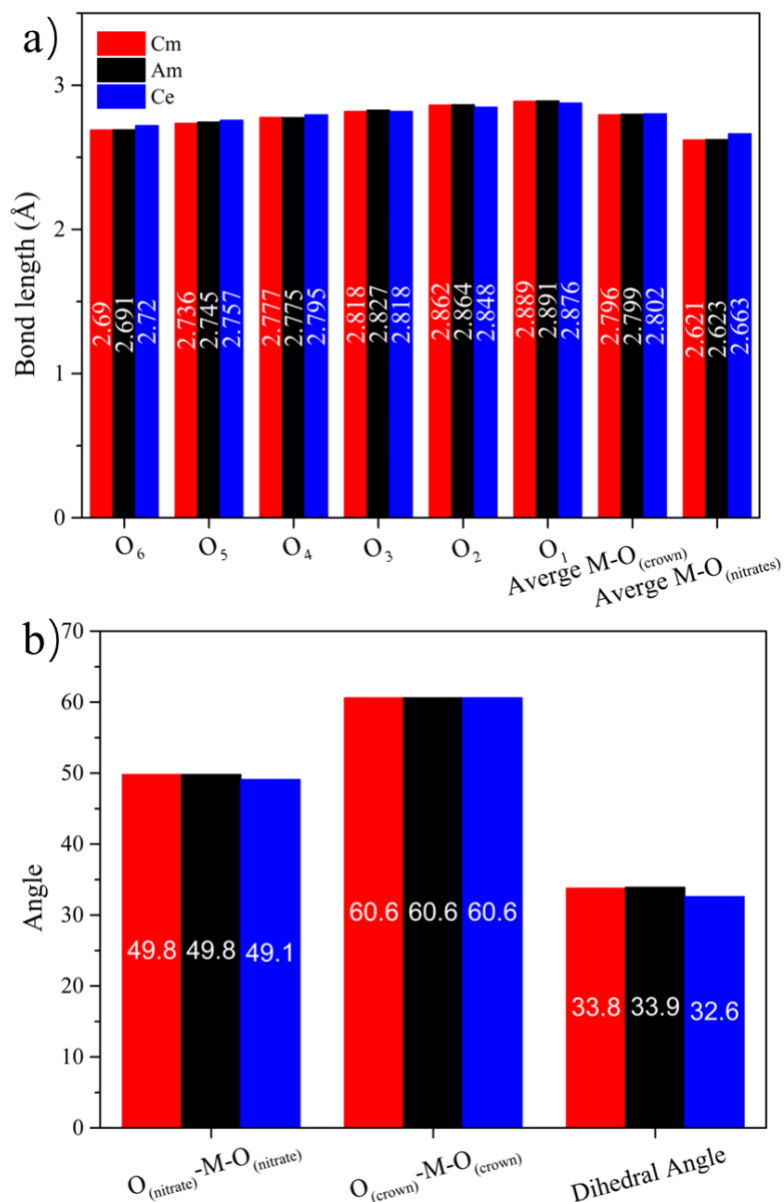 a)
Cm
Am
Ce
Bond length (Å)
3
2
1
0
2.69
2.691
2.72
2.736
2.745
2.757
2.777
2.775
2.795
2.818
2.827
2.818
2.862
2.864
2.848
2.889
2.891
2.876
2.796
2.799
2.802
2.621
2.623
2.663
O6
O5
O4
O3
O2
O1
Averge M-O(crown)
Averge M-O(nitrates)
b)
Angle
70
60
50
40
30
20
10
0
49.8
49.8
49.1
60.6
60.6
60.6
33.8
33.9
32.6
O(nitrate)-M-O(nitrate)
O(crown)-M-O(crown)
Dihedral Angle